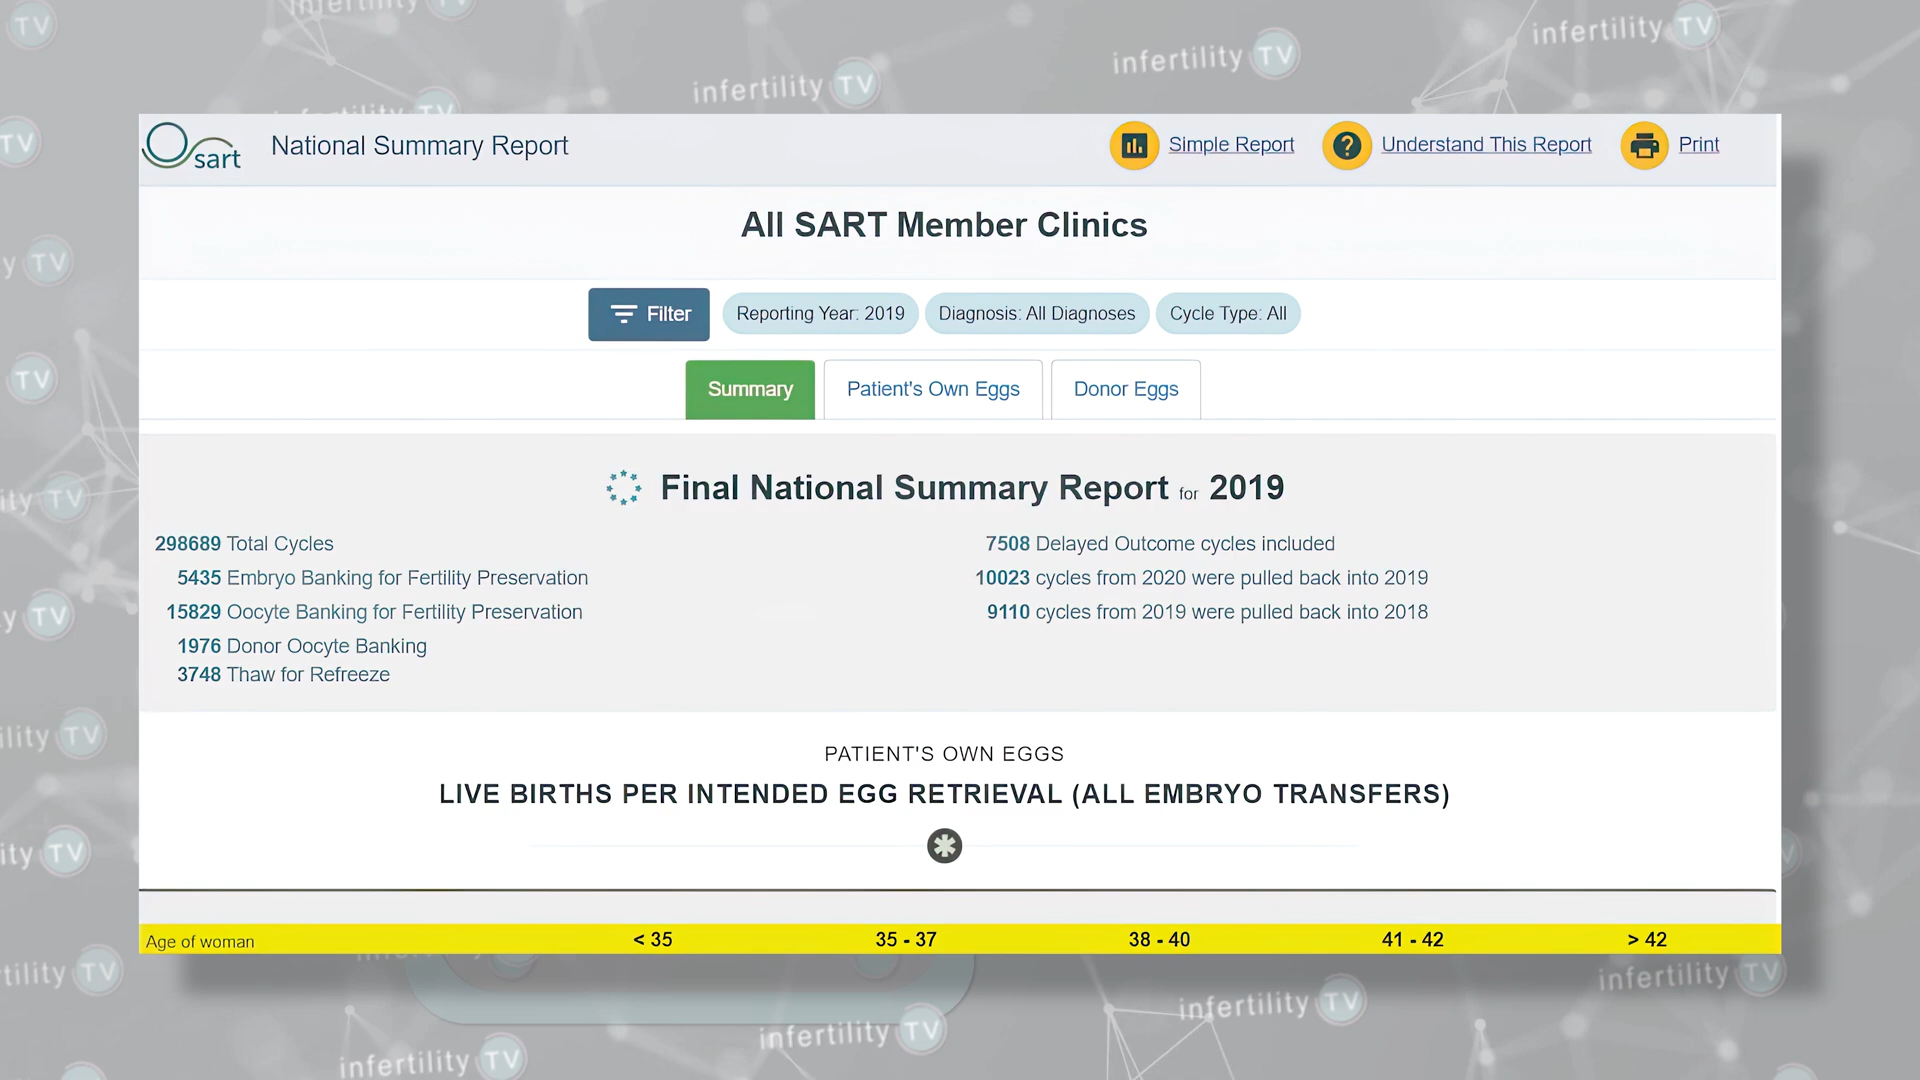 infertility TV
infertility TV
infertility TV
infertility TV
sart
National Summary Report
Simple Report
Understand This Report
Print
All SART Member Clinics
Filter
Reporting Year: 2019
Diagnosis: All Diagnoses
Cycle Type: All
Summary
Patient's Own Eggs
Donor Eggs
Final National Summary Report for 2019
298689 Total Cycles
5435 Embryo Banking for Fertility Preservation
15829 Oocyte Banking for Fertility Preservation
1976 Donor Oocyte Banking
3748 Thaw for Refreeze
7508 Delayed Outcome cycles included
10023 cycles from 2020 were pulled back into 2019
9110 cycles from 2019 were pulled back into 2018
PATIENT'S OWN EGGS
LIVE BIRTHS PER INTENDED EGG RETRIEVAL (ALL EMBRYO TRANSFERS)
Age of woman < 35 35 - 37 38 - 40 41 - 42 > 42
infertility TV
infertility TV
infertility TV
infertility TV